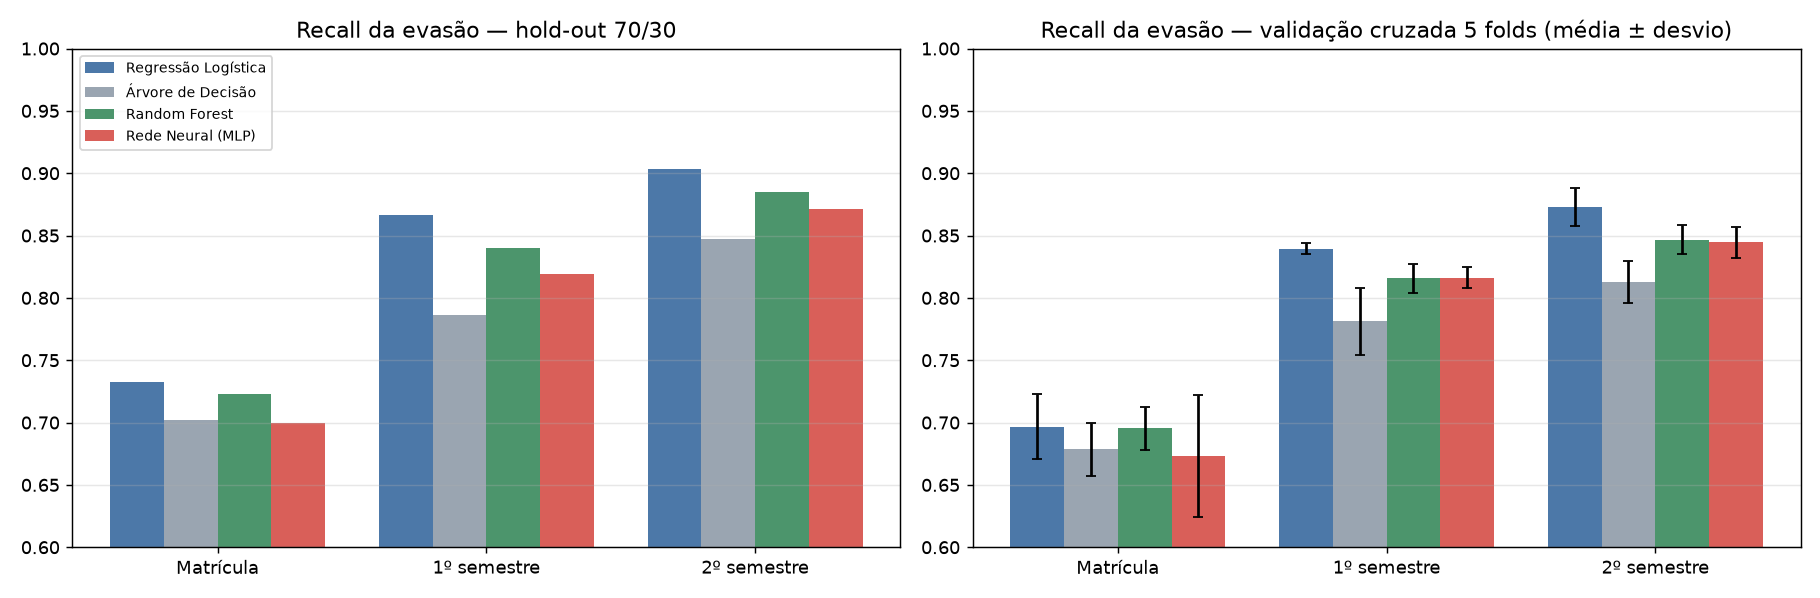 Recall da evasão — hold-out 70/30
1.00
0.95
0.90
0.85
0.80
0.75
0.70
0.65
0.60
Regressão Logística
Árvore de Decisão
Random Forest
Rede Neural (MLP)
Matrícula
1º semestre
2º semestre
Recall da evasão — validação cruzada 5 folds (média ± desvio)
1.00
0.95
0.90
0.85
0.80
0.75
0.70
0.65
0.60
Matrícula
1º semestre
2º semestre